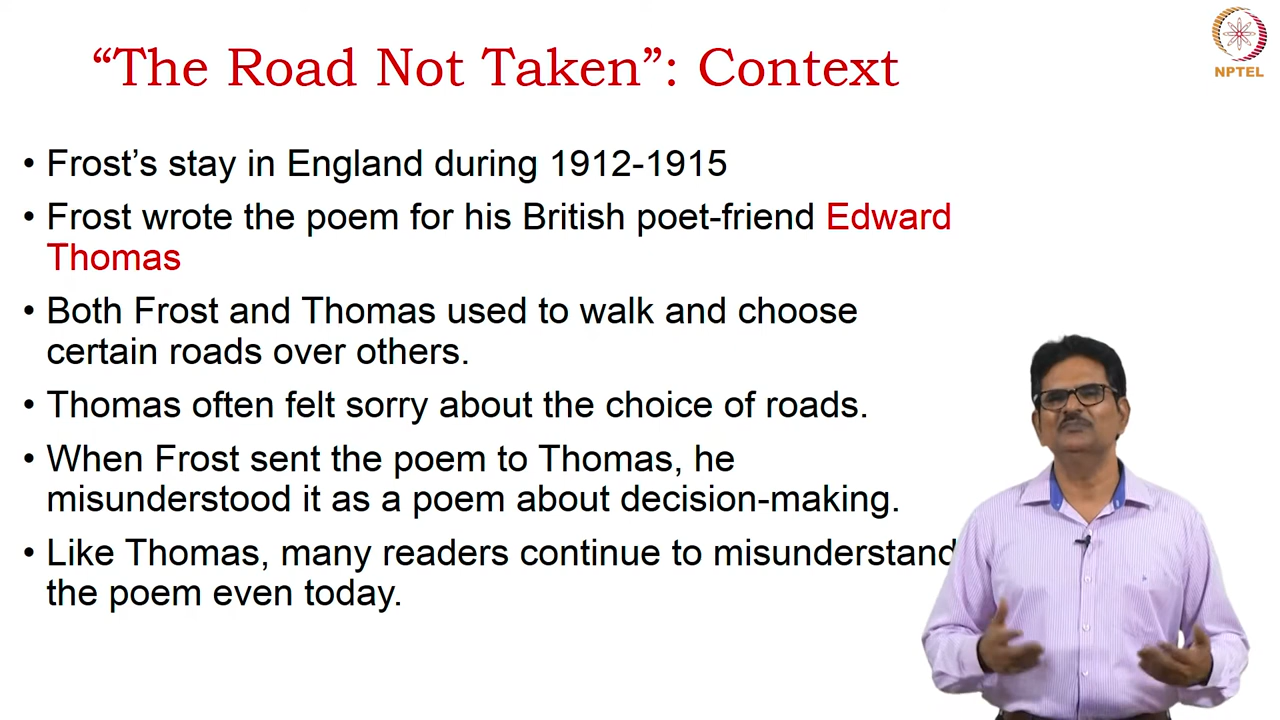 “The Road Not Taken”: Context
NPTEL
• Frost’s stay in England during 1912-1915
• Frost wrote the poem for his British poet-friend Edward
Thomas
• Both Frost and Thomas used to walk and choose
certain roads over others.
• Thomas often felt sorry about the choice of roads.
• When Frost sent the poem to Thomas, he
misunderstood it as a poem about decision-making.
• Like Thomas, many readers continue to misunderstand
the poem even today.